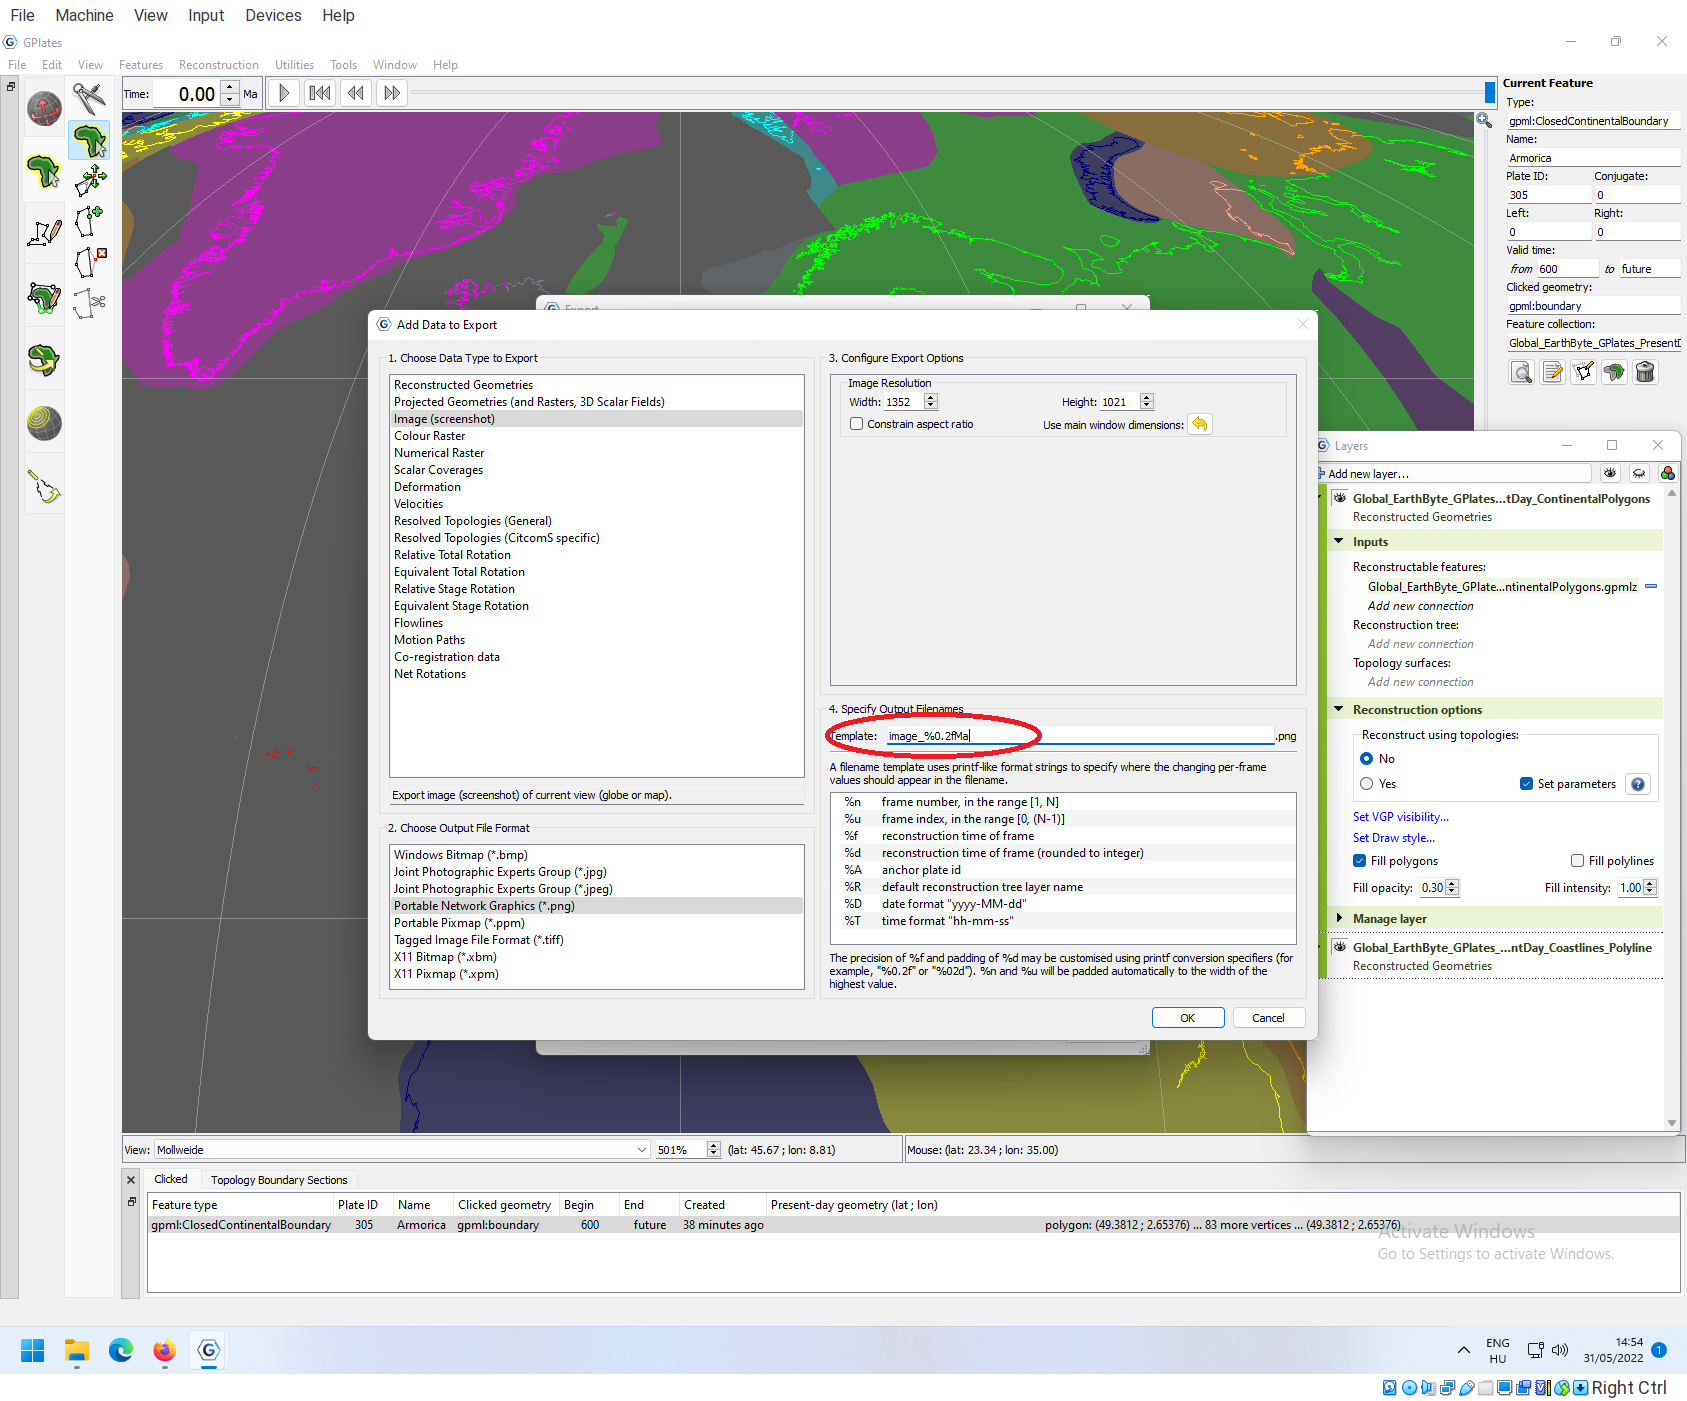 File Machine View Input Devices Help
GPlates
File Edit View Features Reconstruction Utilities Tools Window Help
Time: 0.00 Ma
Current Feature
Type:
gpml:ClosedContinentalBoundary
Name:
Armorica
Plate ID: Conjugate:
305 0
Left: Right:
0 0
Valid time:
from 600 to future
Clicked geometry:
gpml:boundary
Feature collection:
Global_EarthByte_GPlates_PresentD
Export
Add Data to Export
1. Choose Data Type to Export
Reconstructed Geometries
Projected Geometries (and Rasters, 3D Scalar Fields)
Image (screenshot)
Colour Raster
Numerical Raster
Scalar Coverages
Deformation
Velocities
Resolved Topologies (General)
Resolved Topologies (CitcomS specific)
Relative Total Rotation
Equivalent Total Rotation
Relative Stage Rotation
Equivalent Stage Rotation
Flowlines
Motion Paths
Co-registration data
Net Rotations
Export image (screenshot) of current view (globe or map).
2. Choose Output File Format
Windows Bitmap (*.bmp)
Joint Photographic Experts Group (*.jpg)
Joint Photographic Experts Group (*.jpeg)
Portable Network Graphics (*.png)
Portable Pixmap (*.ppm)
Tagged Image File Format (*.tiff)
X11 Bitmap (*.xbm)
X11 Pixmap (*.xpm)
3. Configure Export Options
Image Resolution
Width: 1352 Height: 1021
Constrain aspect ratio Use main window dimensions:
4. Specify Output Filenames
Template: image_%0.2fMa .png
A filename template uses printf-like format strings to specify where the changing per-frame
values should appear in the filename.
%n frame number, in the range [1, N]
%u frame index, in the range [0, (N-1)]
%f reconstruction time of frame
%d reconstruction time of frame (rounded to integer)
%A anchor plate id
%R default reconstruction tree layer name
%D date format "yyyy-MM-dd"
%T time format "hh-mm-ss"
The precision of %f and padding of %d may be customised using printf conversion specifiers (for
example, "%0.2f" or "%02d"). %n and %u will be padded automatically to the width of the
highest value.
OK Cancel
Layers
Add new layer...
Global_EarthByte_GPlates...tDay_ContinentalPolygons
Reconstructed Geometries
Inputs
Reconstructable features:
Global_EarthByte_GPlate...ntinentalPolygons.gpmlz
Add new connection
Reconstruction tree:
Add new connection
Topology surfaces:
Add new connection
Reconstruction options
Reconstruct using topologies:
No
Yes Set parameters ?
Set VGP visibility...
Set Draw style...
Fill polygons Fill polylines
Fill opacity: 0.30 Fill intensity: 1.00
Manage layer
Global_EarthByte_GPlates_...ntDay_Coastlines_Polyline
Reconstructed Geometries
View: Mollweide 501% (lat: 45.67 ; lon: 8.81) Mouse: (lat: 23.34 ; lon: 35.00)
Clicked Topology Boundary Sections
Feature type Plate ID Name Clicked geometry Begin End Created Present-day geometry (lat ; lon)
gpml:ClosedContinentalBoundary 305 Armorica gpml:boundary 600 future 38 minutes ago polygon: (49.3812 ; 2.65376) ... 83 more vertices ... (49.3812 ; 2.65376)
Activate Windows
Go to Settings to activate Windows.
ENG
HU
14:54
31/05/2022
1
Right Ctrl